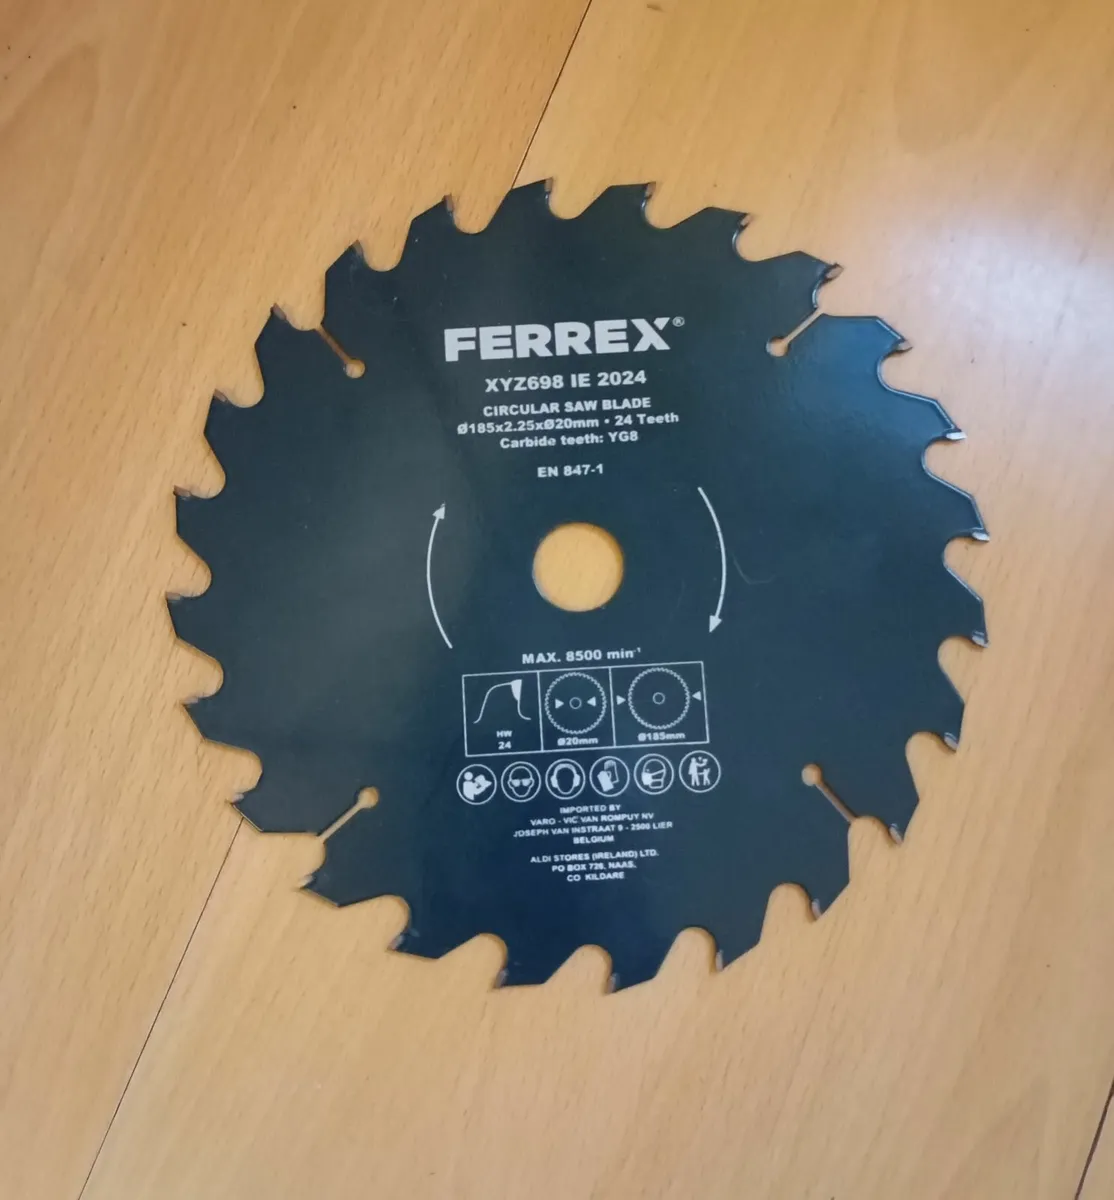 FERREX®
XYZ698 IE 2024
CIRCULAR SAW BLADE
Ø185x2.25xØ20mm • 24 Teeth
Carbide teeth: YG8
EN 847-1
MAX. 8500 min⁻¹
HW
24
Ø20mm
Ø185mm
IMPORTED BY
VARO - VIC VAN ROMPUY NV
JOSEPH VAN INSTRAAT 9 - 2500 LIER
BELGIUM
ALDI STORES (IRELAND) LTD.
PO BOX 726, NAAS,
CO KILDARE